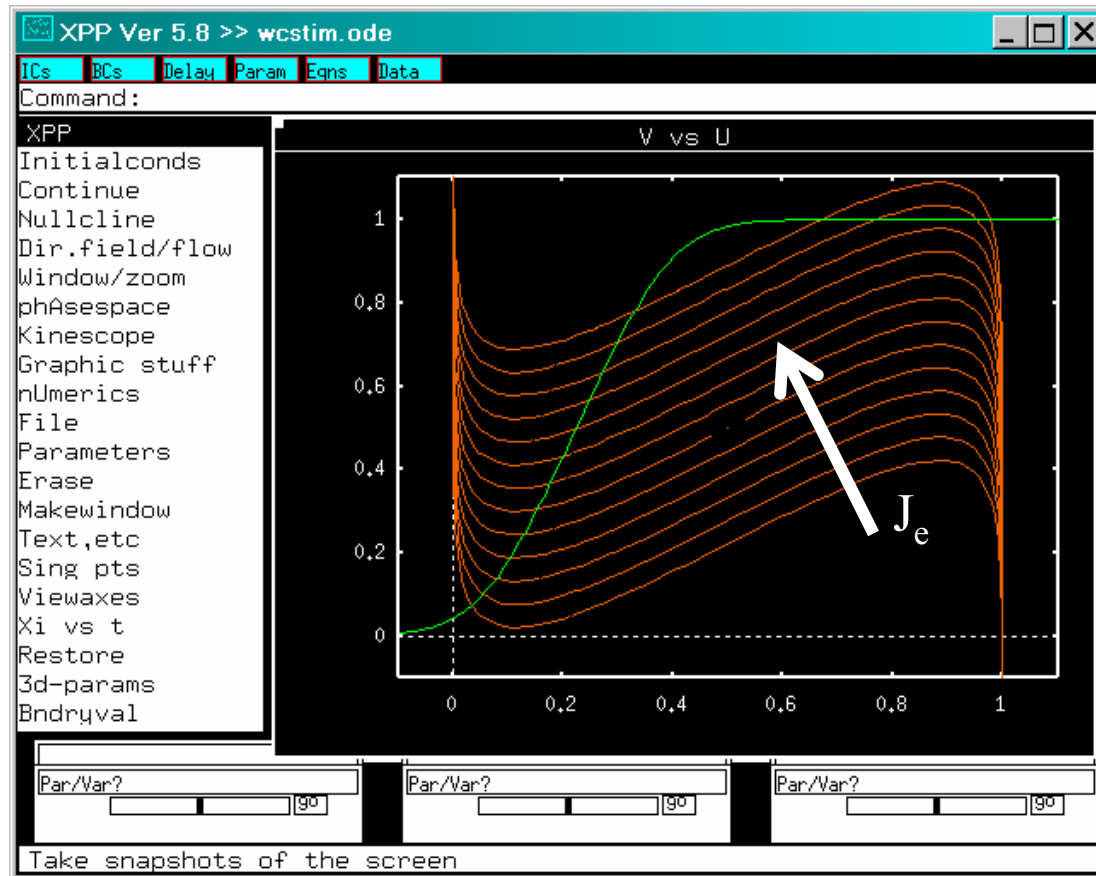 XPP Ver 5.8 >> wcstim.ode
ICs BCs Delay Param Eqns Data
Command:
XPP
Initialconds
Continue
Nullcline
Dir.field/flow
Window/zoom
phAsespace
Kinescope
Graphic stuff
nUmerics
File
Parameters
Erase
Makewindow
Text,etc
Sing pts
Viewaxes
Xi vs t
Restore
3d-params
Bndryval
V vs U
1
0.8
0.6
0.4
0.2
0
0 0.2 0.4 0.6 0.8 1
Je
Par/Var? Par/Var? Par/Var?
go go go
Take snapshots of the screen